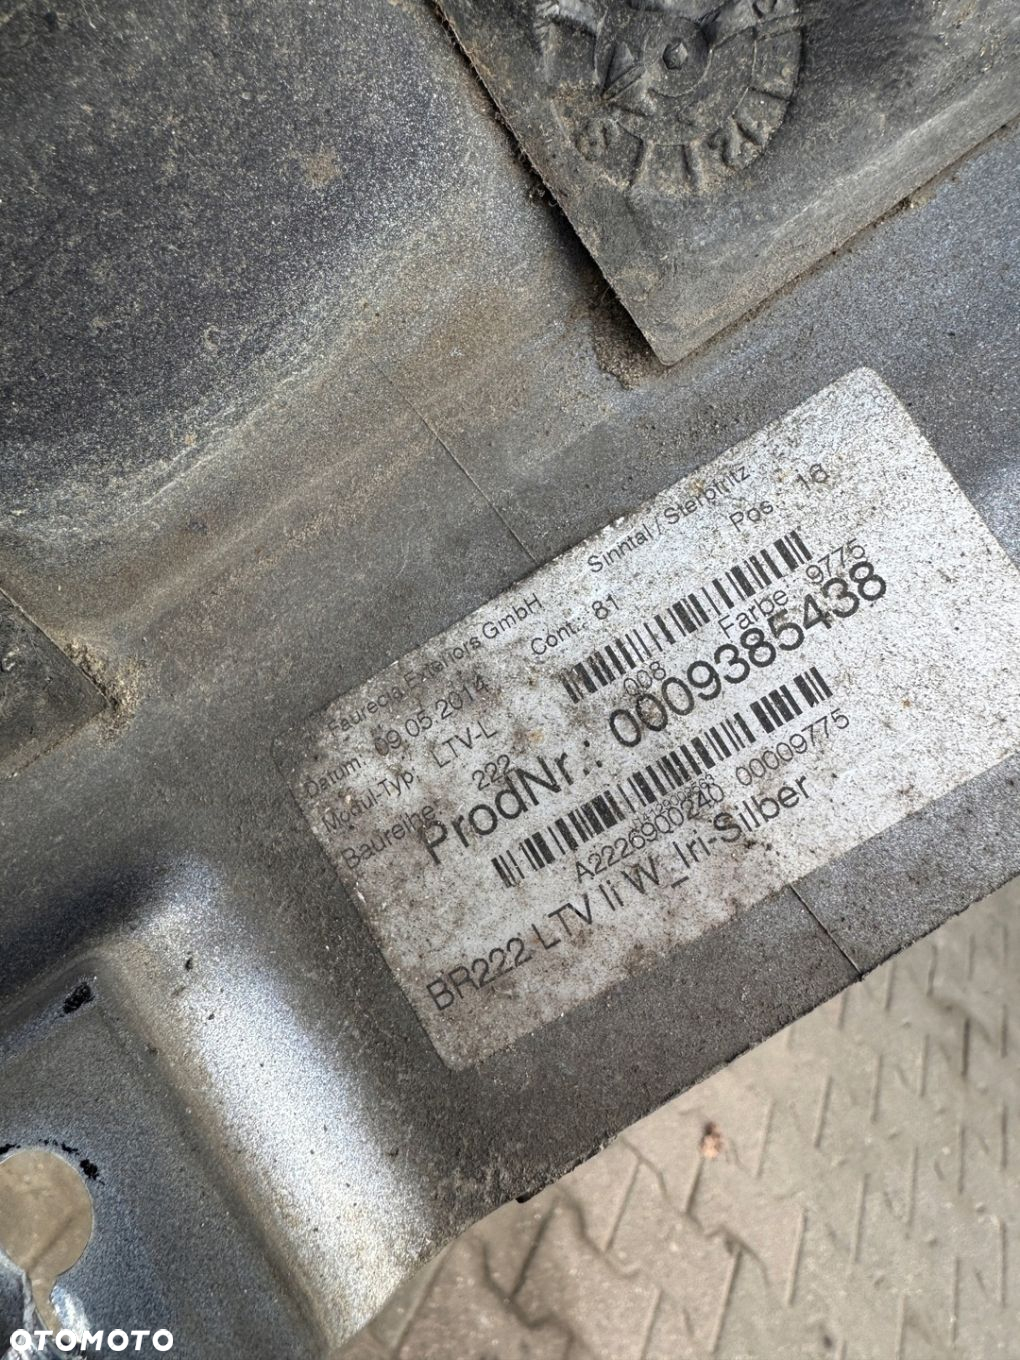 Faurecia Exteriors GmbH Sinntal / Sterbfritz
Datum: 09.05.2014 Cont.: 81 Pos.: 18
Modul-Typ: LTV-L
Baureihe 222 008 Farbe 9775
ProdNr.: 0009385438
A2226900240 00009775
BR222 LTV li W_Iri-Silber
OTOMOTO